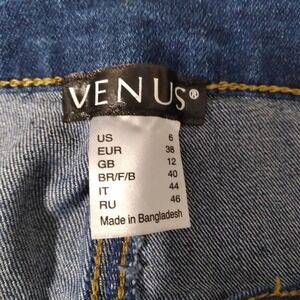 VENUS®
US 6
EUR 38
GB 12
BR/F/B 40
IT 44
RU 46
Made in Bangladesh